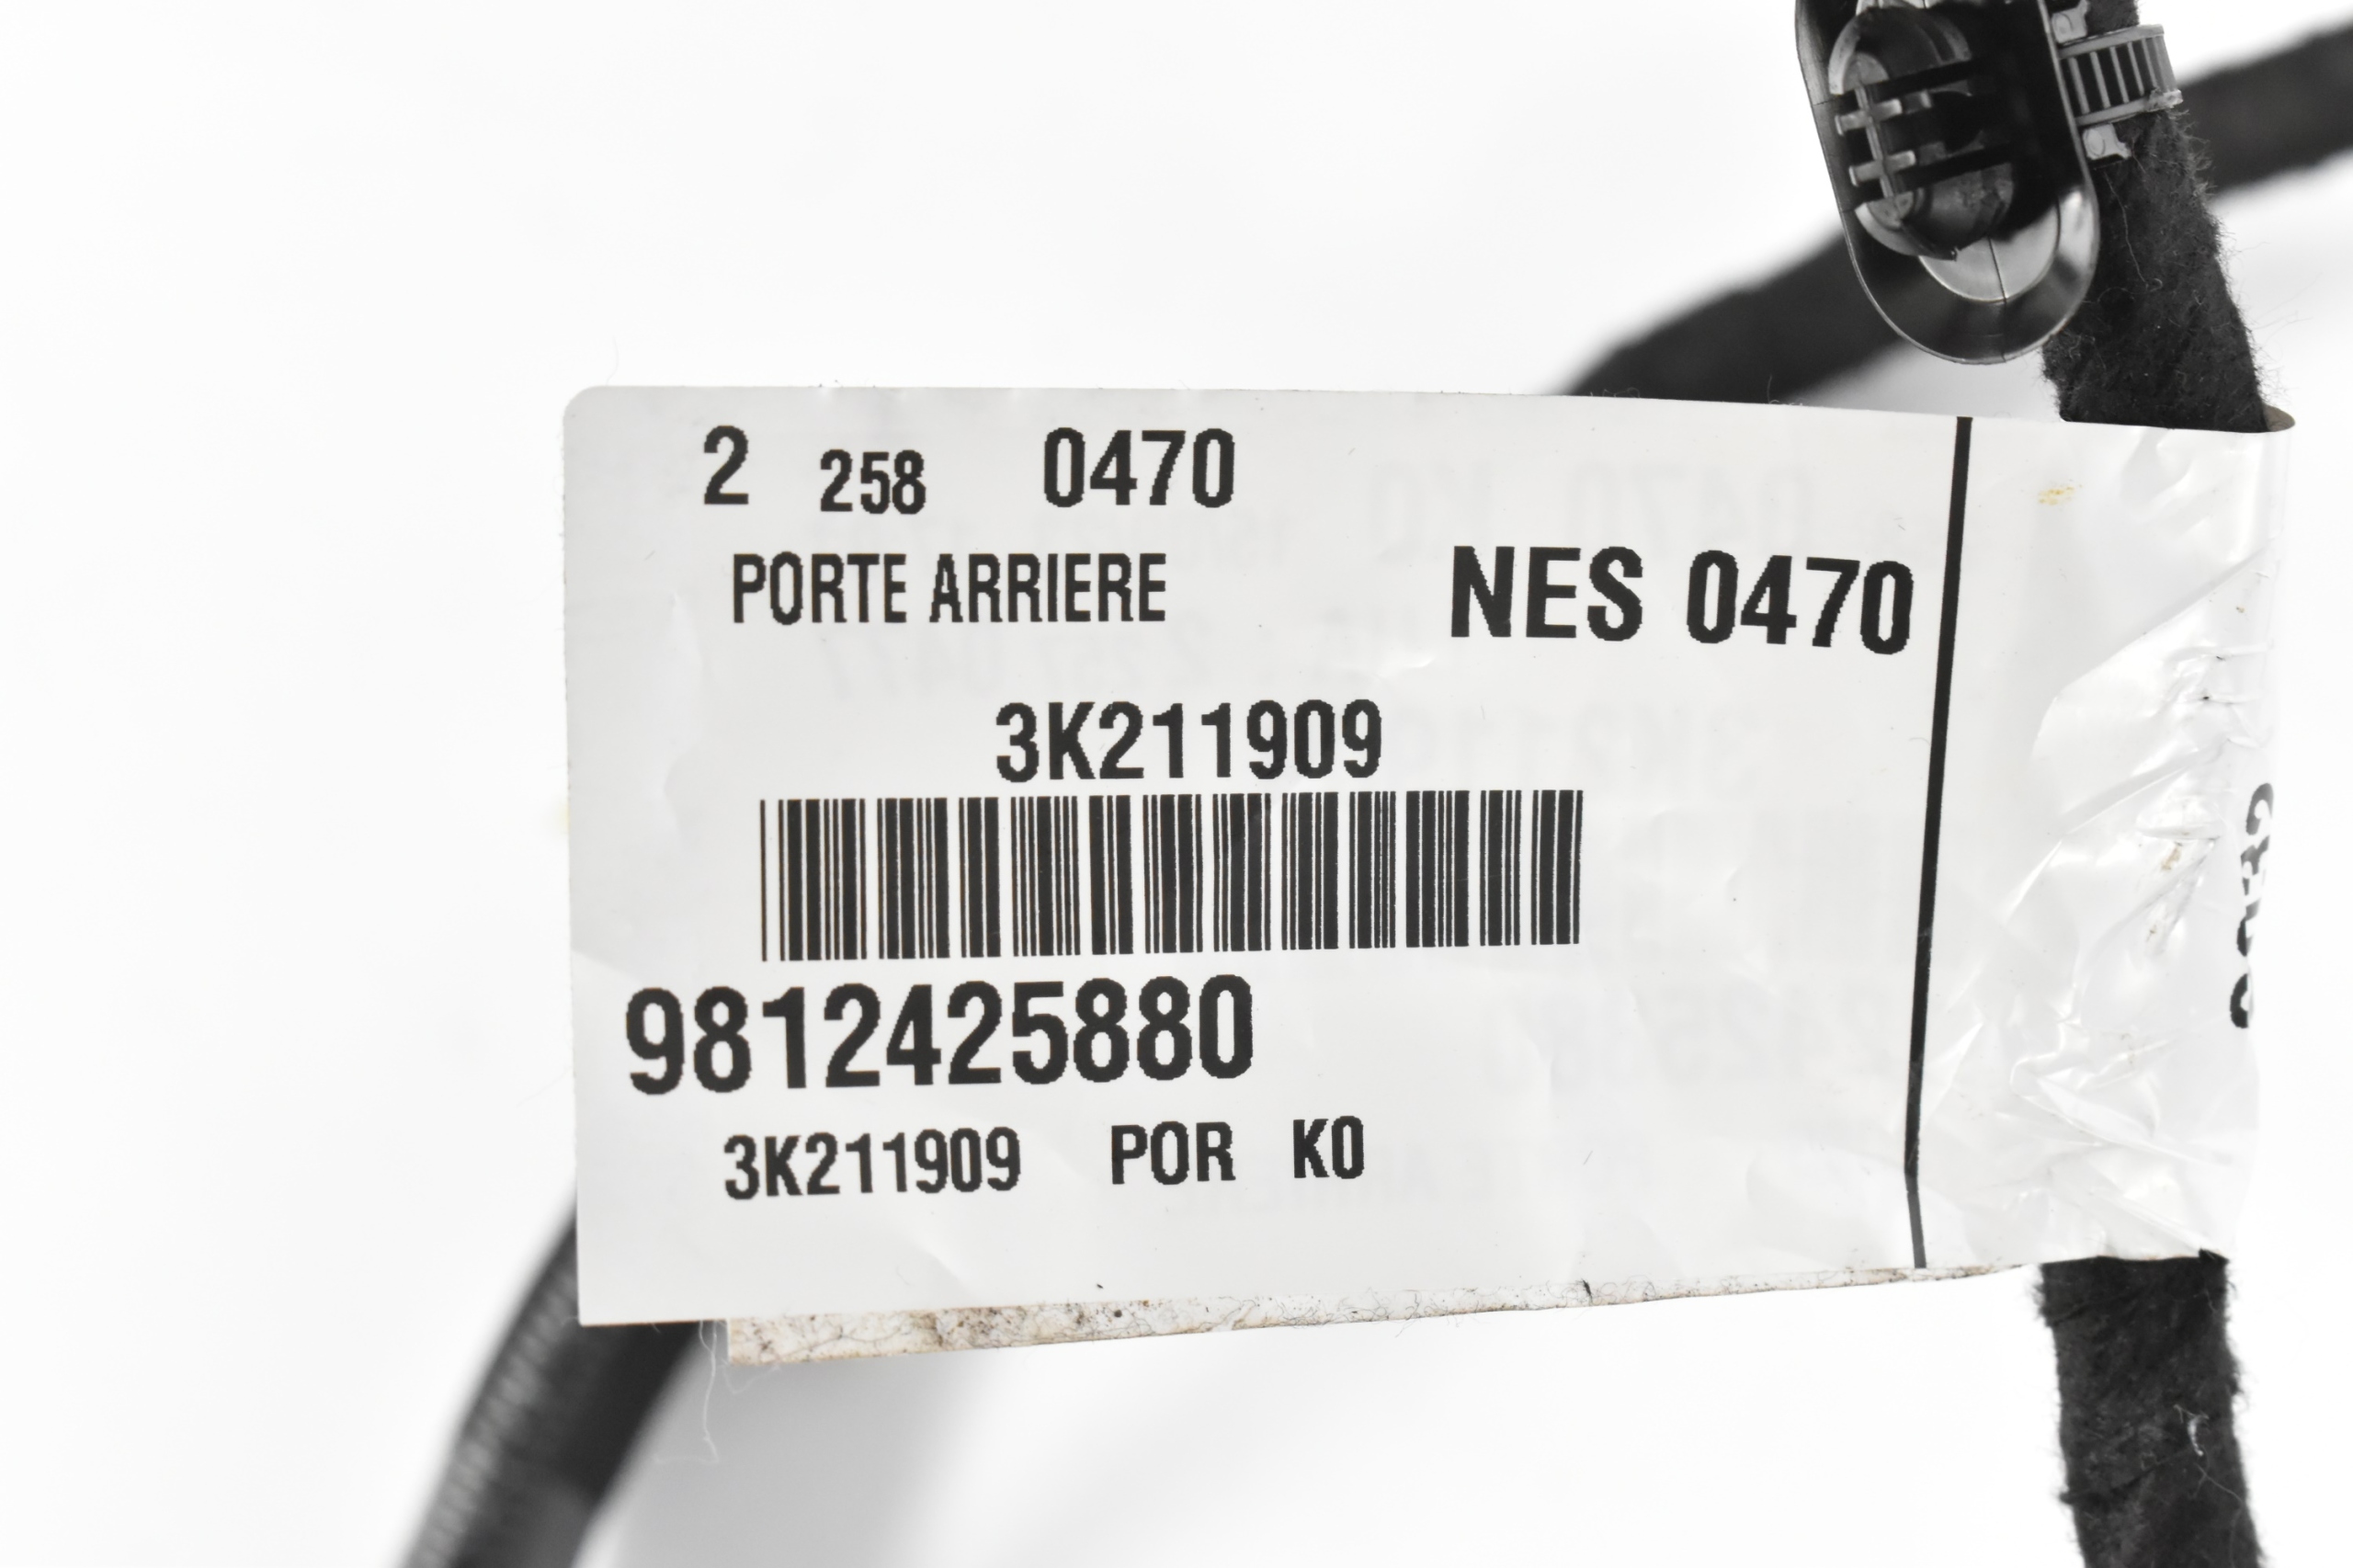 2 258 0470
PORTE ARRIERE
NES 0470
3K211909
9812425880
3K211909 POR K0